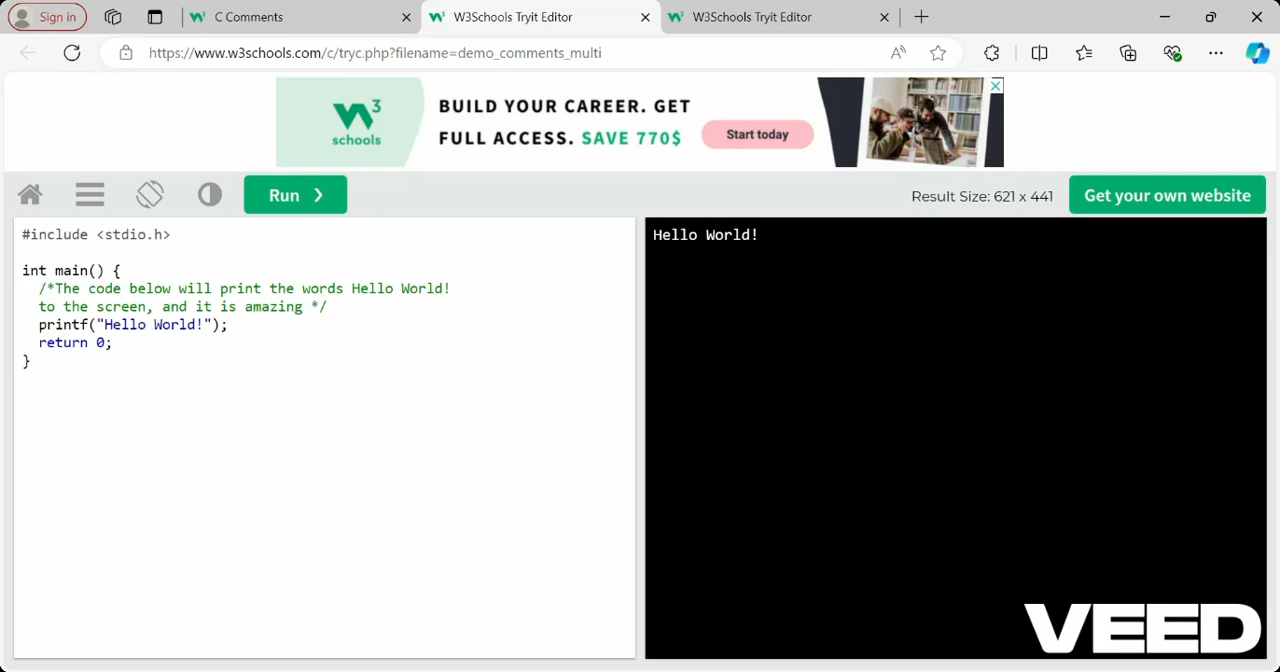 Sign in
C Comments
W3Schools Tryit Editor
W3Schools Tryit Editor
https://www.w3schools.com/c/tryc.php?filename=demo_comments_multi
W3 schools
BUILD YOUR CAREER. GET
FULL ACCESS. SAVE 770$
Start today
Run ❯
Result Size: 621 x 441
Get your own website
#include <stdio.h>
int main() {
/*The code below will print the words Hello World!
to the screen, and it is amazing */
printf("Hello World!");
return 0;
}
Hello World!
VEED